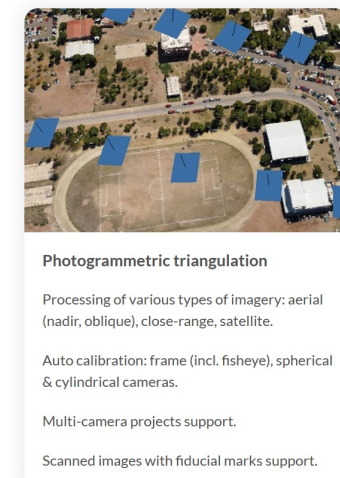 Photogrammetric triangulation
Processing of various types of imagery: aerial
(nadir, oblique), close-range, satellite.
Auto calibration: frame (incl. fisheye), spherical
& cylindrical cameras.
Multi-camera projects support.
Scanned images with fiducial marks support.